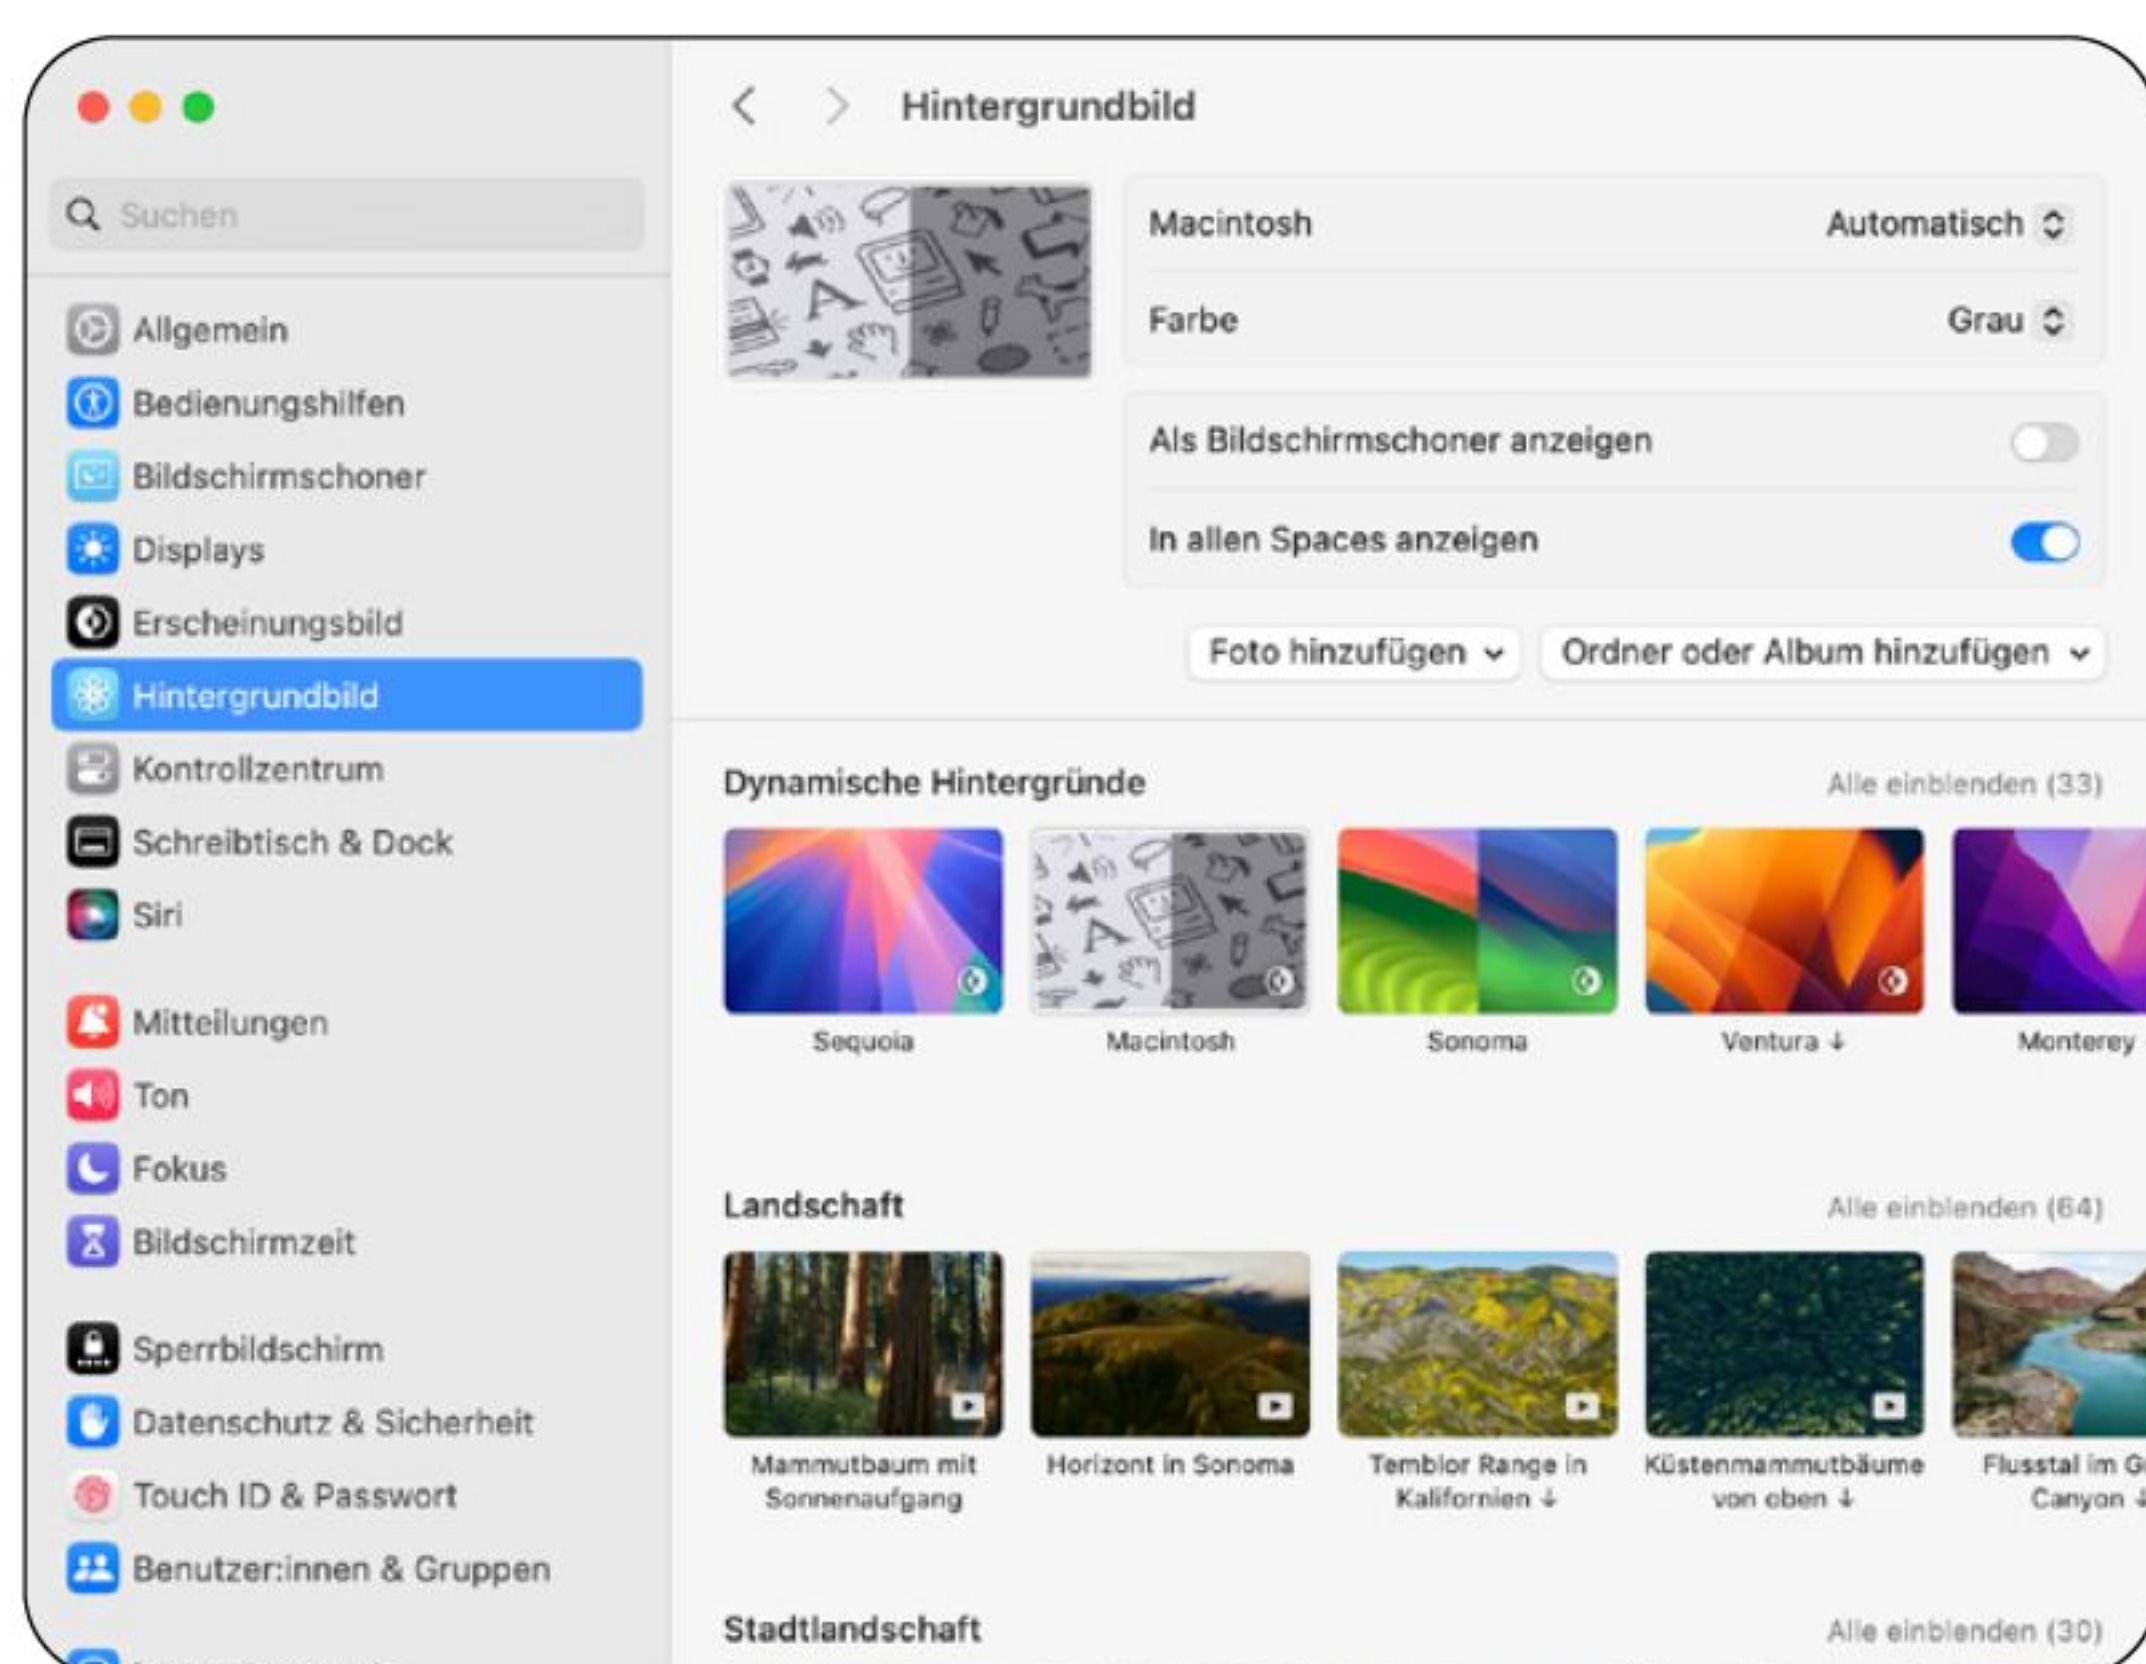 Suchen
Allgemein
Bedienungshilfen
Bildschirmschoner
Displays
Erscheinungsbild
Hintergrundbild
Kontrollzentrum
Schreibtisch & Dock
Siri
Mitteilungen
Ton
Fokus
Bildschirmzeit
Sperrbildschirm
Datenschutz & Sicherheit
Touch ID & Passwort
Benutzer:innen & Gruppen
Hintergrundbild
Macintosh Automatisch
Farbe Grau
Als Bildschirmschoner anzeigen
In allen Spaces anzeigen
Foto hinzufügen Ordner oder Album hinzufügen
Dynamische Hintergründe Alle einblenden (33)
Sequoia Macintosh Sonoma Ventura ↓ Monterey
Landschaft Alle einblenden (64)
Mammutbaum mit Horizont in Sonoma Temblor Range in Küstenmammutbäume Flusstal im
Sonnenaufgang Kalifornien ↓ von oben ↓ Canyon ↓
Stadtlandschaft Alle einblenden (30)